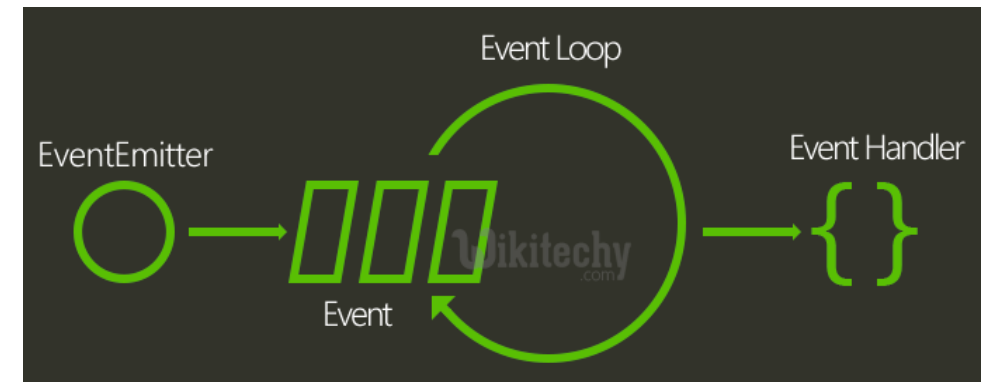 Event Loop
EventEmitter
Event Handler
{ }
Wikitechy
.com
Event